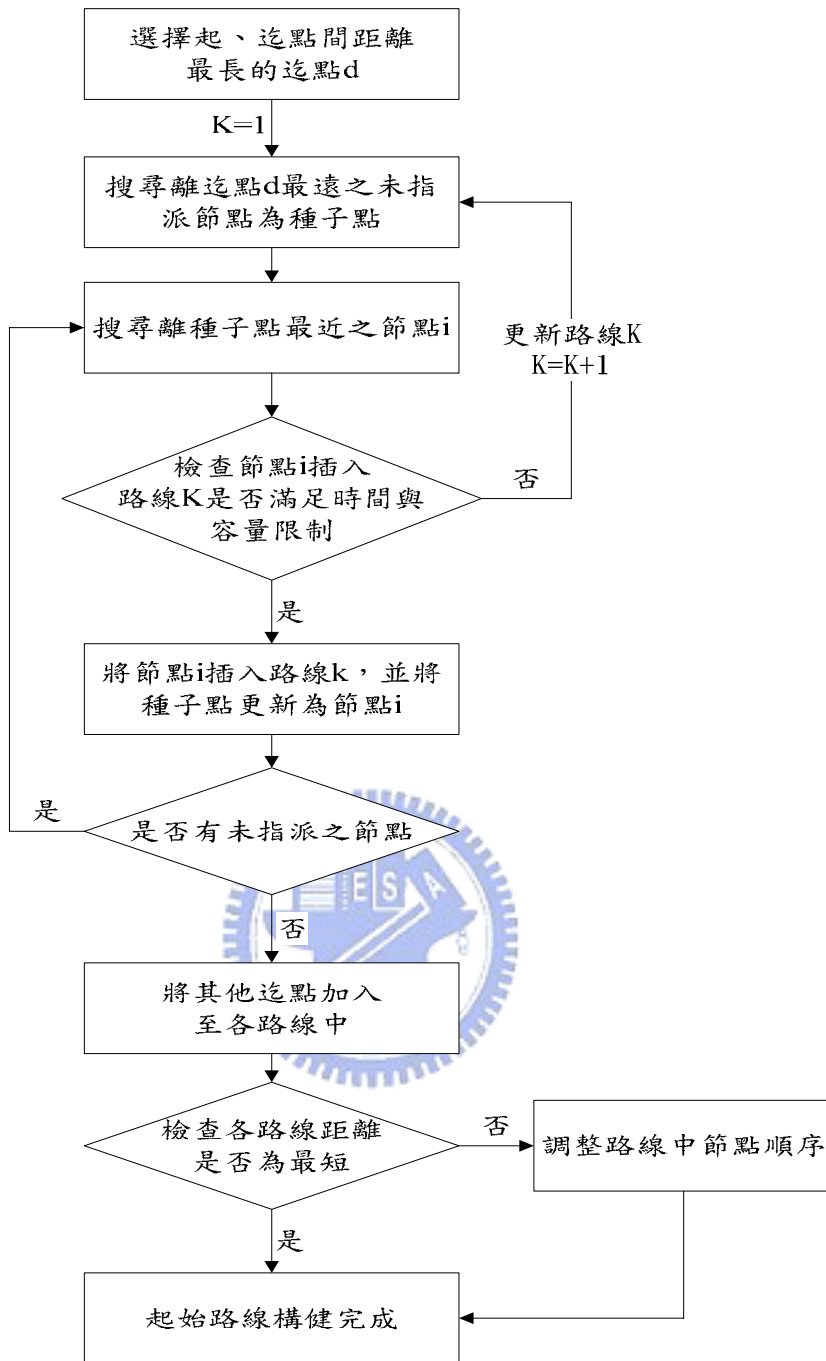 選擇起、迄點間距離
最長的迄點d
K=1
搜尋離迄點d最遠之未指
派節點為種子點
搜尋離種子點最近之節點i
更新路線K
K=K+1
檢查節點i插入
路線K是否滿足時間與
容量限制
否
是
將節點i插入路線k，並將
種子點更新為節點i
是
是否有未指派之節點
E S A
否
將其他迄點加入
至各路線中
檢查各路線距離
是否為最短
否
調整路線中節點順序
是
起始路線構健完成